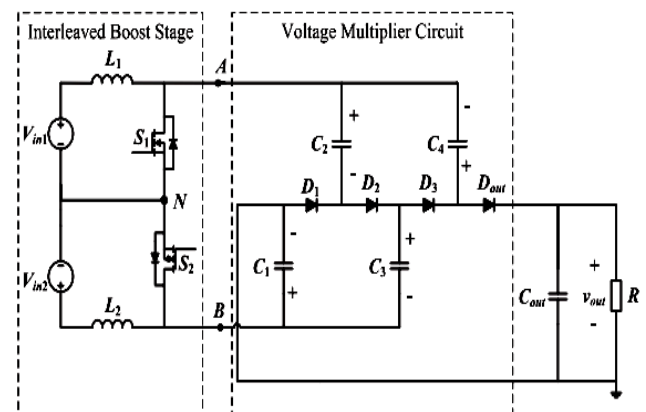 Interleaved Boost Stage
Voltage Multiplier Circuit
L1
A
Vin1
S1
C2
+
-
C4
-
+
N
D1
D2
D3
Dout
Vin2
S2
C1
-
+
C3
+
-
Cout
+
vout
-
R
L2
B